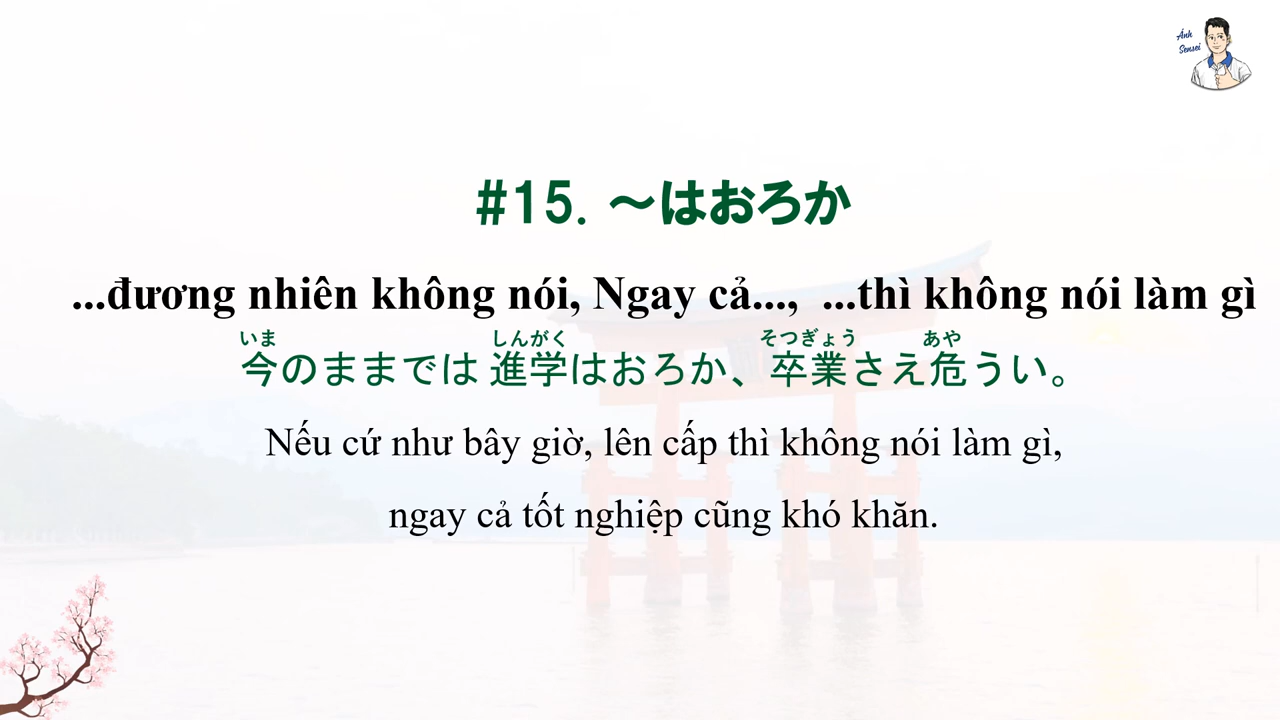 Ánh
Sensei
#15. ～はおろか
...đương nhiên không nói, Ngay cả..., ...thì không nói làm gì
いま しんがく そつぎょう あや
今のままでは 進学はおろか、卒業さえ危うい。
Nếu cứ như bây giờ, lên cấp thì không nói làm gì,
ngay cả tốt nghiệp cũng khó khăn.